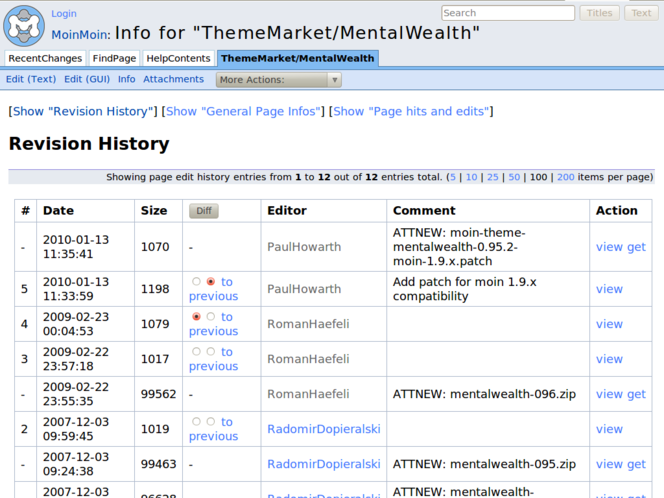 Login
Search Titles Text
MoinMoin: Info for "ThemeMarket/MentalWealth"
RecentChanges FindPage HelpContents ThemeMarket/MentalWealth
Edit (Text) Edit (GUI) Info Attachments More Actions:
[Show "Revision History"] [Show "General Page Infos"] [Show "Page hits and edits"]
Revision History
Showing page edit history entries from 1 to 12 out of 12 entries total. (5 | 10 | 25 | 50 | 100 | 200 items per page)
# Date Size Diff Editor Comment Action
- 2010-01-13 11:35:41 1070 - PaulHowarth ATTNEW: moin-theme-mentalwealth-0.95.2-moin-1.9.x.patch view get
5 2010-01-13 11:33:59 1198 to previous PaulHowarth Add patch for moin 1.9.x compatibility view
4 2009-02-23 00:04:53 1079 to previous RomanHaefeli view
3 2009-02-22 23:57:18 1017 to previous RomanHaefeli view
- 2009-02-22 23:55:35 99562 - RomanHaefeli ATTNEW: mentalwealth-096.zip view get
2 2007-12-03 09:59:45 1019 to previous RadomirDopieralski view
- 2007-12-03 09:24:38 99463 - RadomirDopieralski ATTNEW: mentalwealth-095.zip view get
2007-12-03 ATTNEW: mentalwealth-